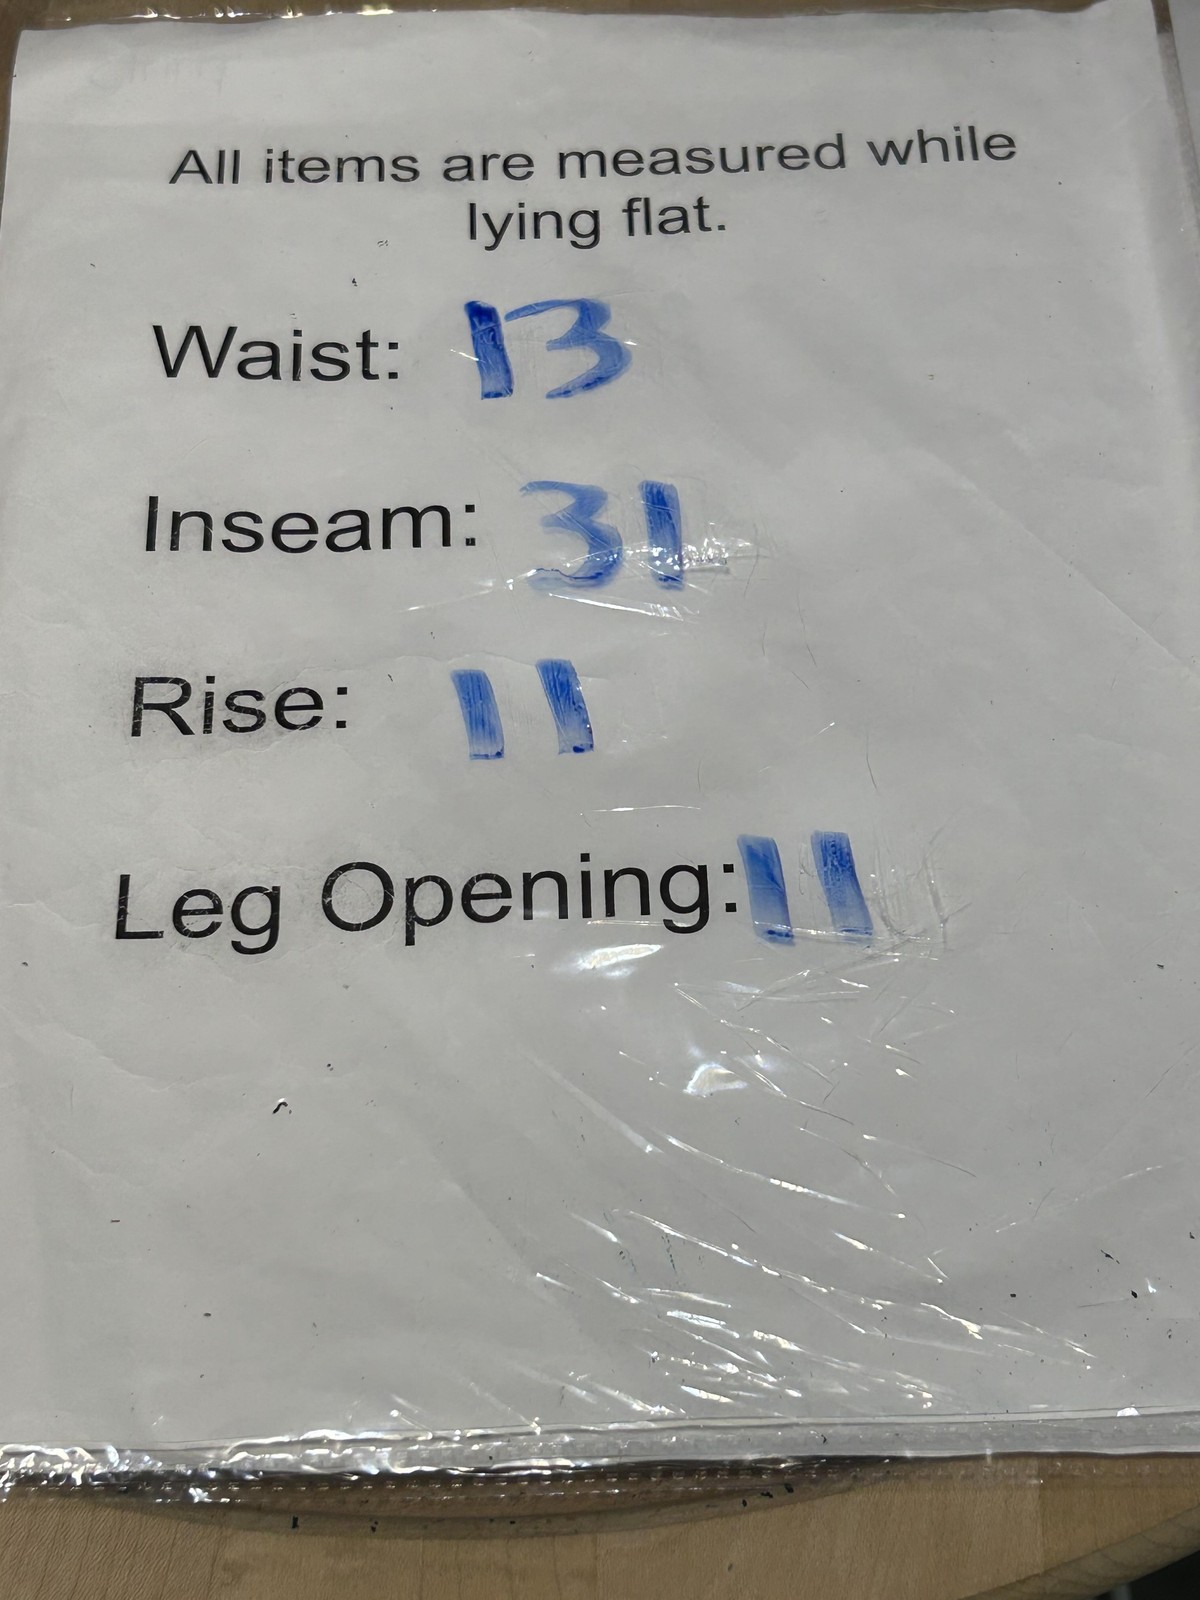 All items are measured while
lying flat.
Waist: 13
Inseam: 31
Rise: 11
Leg Opening: 11